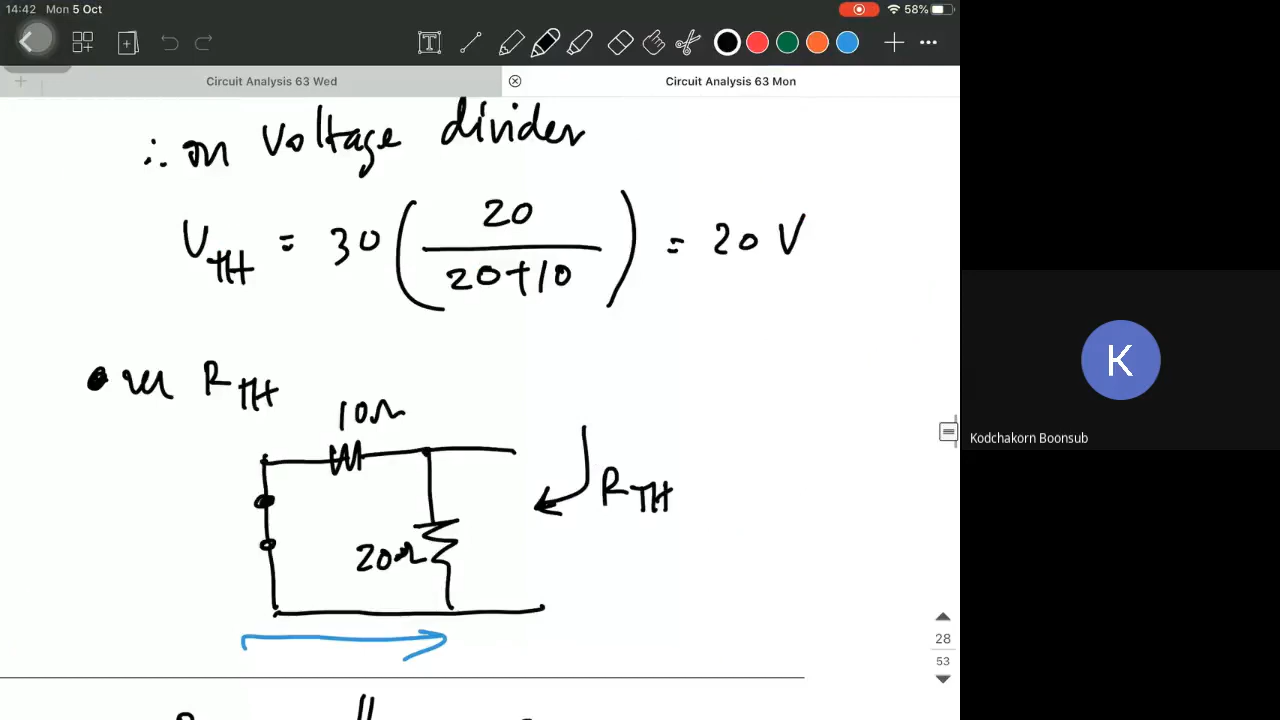 14:42 Mon 5 Oct
58%
Circuit Analysis 63 Wed
Circuit Analysis 63 Mon
∴ จาก voltage divider
V_TH = 30 ( 20 / (20+10) ) = 20 V
• หา R_TH
10Ω
R_TH
20Ω
Kodchakorn Boonsub
K
28
53